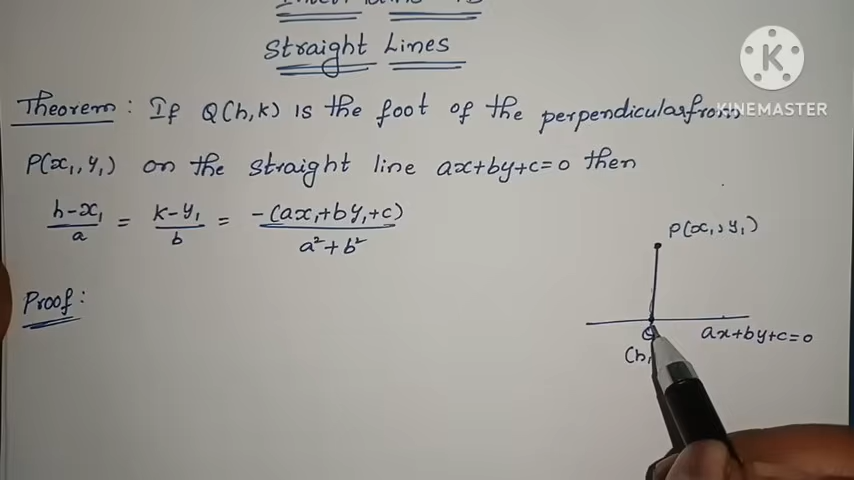 Straight Lines
KINEMASTER
Theorem: If Q(h,k) is the foot of the perpendicular from
P(x₁,y₁) on the straight line ax+by+c=0 then
h-x₁/a = k-y₁/b = -(ax₁+by₁+c)/a²+b²
P(x₁,y₁)
Proof:
Q
ax+by+c=0
(h,